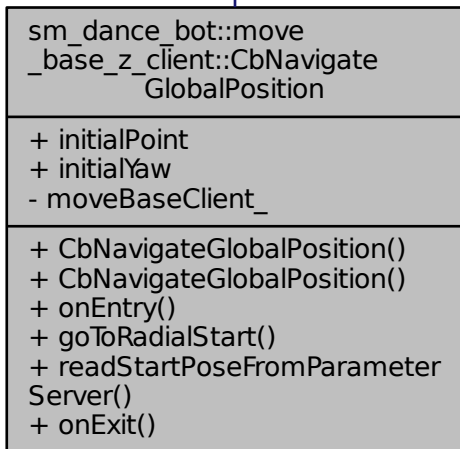 sm_dance_bot::move
_base_z_client::CbNavigate
GlobalPosition
+ initialPoint
+ initialYaw
- moveBaseClient_
+ CbNavigateGlobalPosition()
+ CbNavigateGlobalPosition()
+ onEntry()
+ goToRadialStart()
+ readStartPoseFromParameter
Server()
+ onExit()